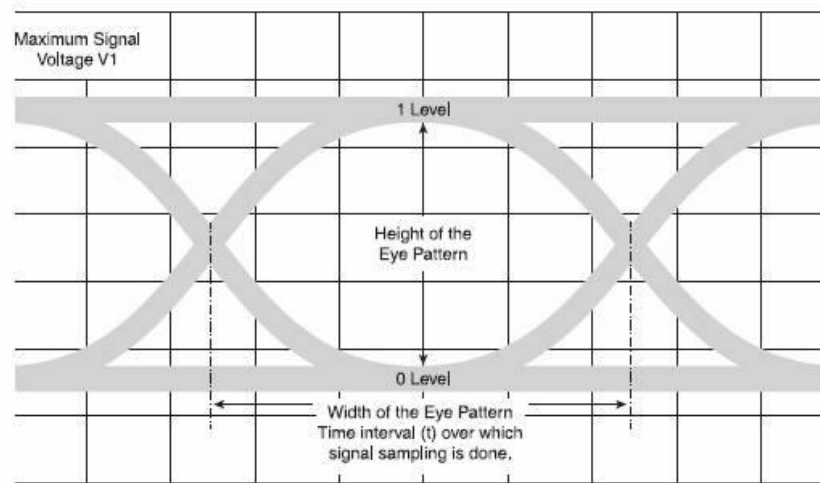 Maximum Signal
Voltage V1
1 Level
Height of the
Eye Pattern
0 Level
Width of the Eye Pattern
Time interval (t) over which
signal sampling is done.